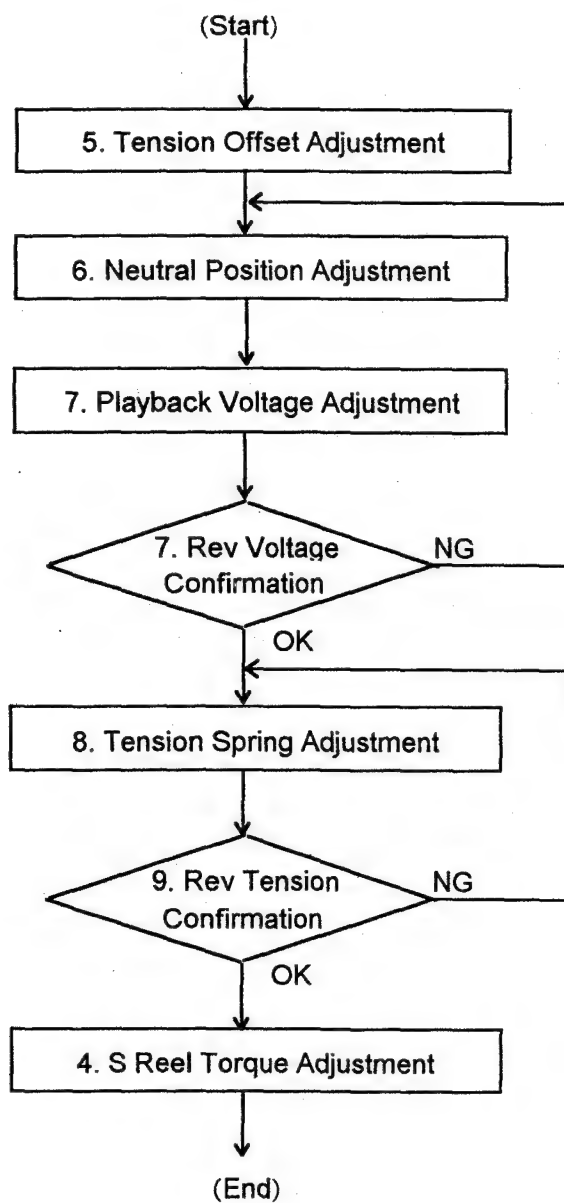 (Start)
5. Tension Offset Adjustment
6. Neutral Position Adjustment
7. Playback Voltage Adjustment
7. Rev Voltage
Confirmation
NG
OK
8. Tension Spring Adjustment
9. Rev Tension
Confirmation
NG
OK
4. S Reel Torque Adjustment
(End)